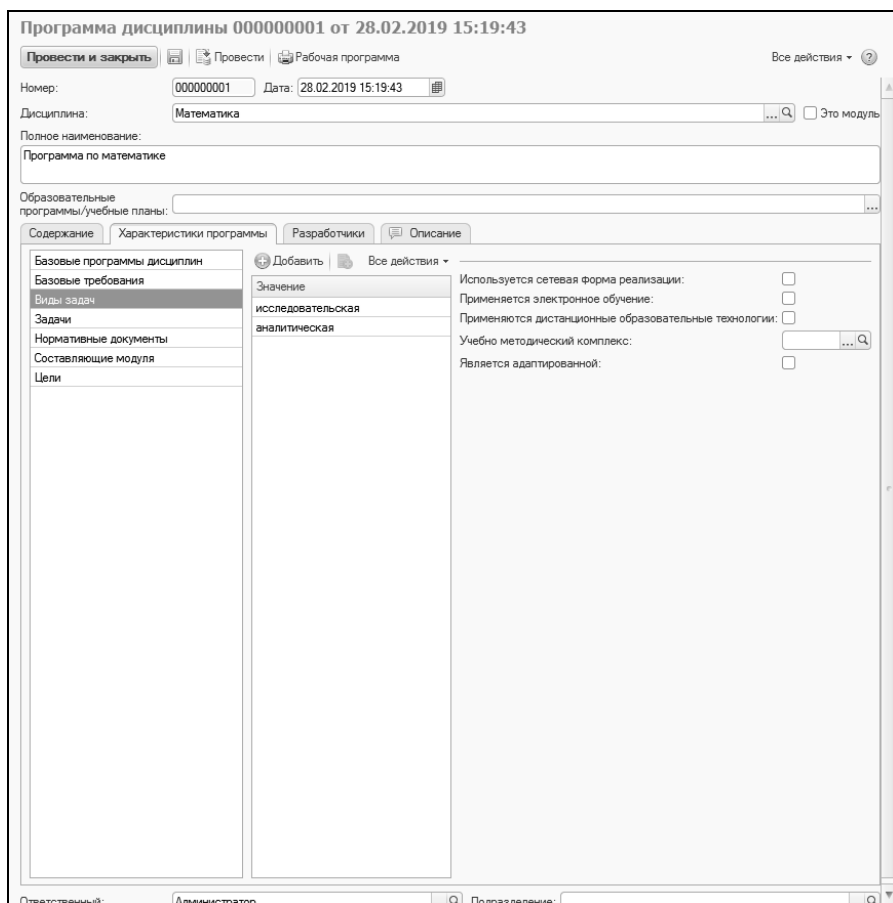 Программа дисциплины 000000001 от 28.02.2019 15:19:43
Провести и закрыть Провести Рабочая программа Все действия ?
Номер: 000000001 Дата: 28.02.2019 15:19:43
Дисциплина: Математика ... Это модуль
Полное наименование:
Программа по математике
Образовательные
программы/учебные планы: ...
Содержание Характеристики программы Разработчики Описание
Базовые программы дисциплин
Базовые требования
Виды задач
Задачи
Нормативные документы
Составляющие модуля
Цели
Добавить Все действия
Значение
исследовательская
аналитическая
Используется сетевая форма реализации:
Применяется электронное обучение:
Применяются дистанционные образовательные технологии:
Учебно методический комплекс: ...
Является адаптированной:
Ответственный: Администратор Подразделение: